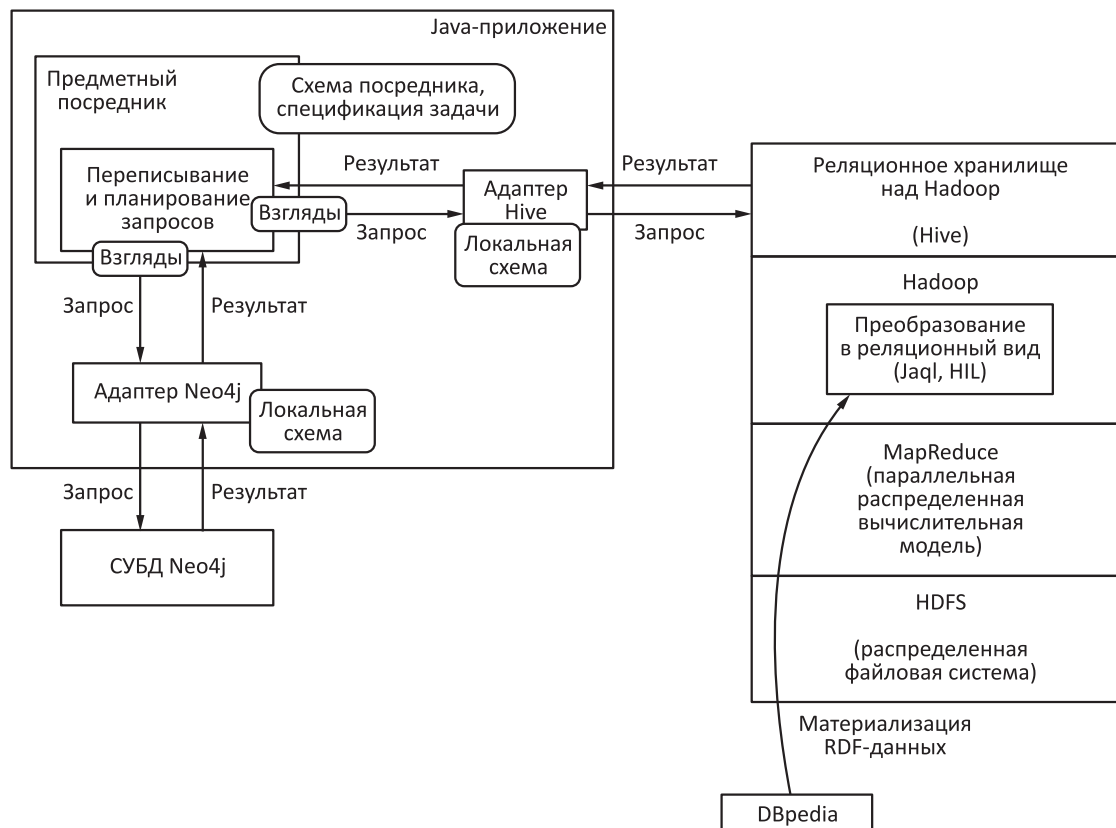 Java-приложение
Предметный
посредник
Схема посредника,
спецификация задачи
Переписывание
и планирование
запросов
Взгляды
Взгляды
Результат
Запрос
Адаптер
Hive
Локальная
схема
Результат
Запрос
Запрос
Результат
Адаптер Neo4j
Локальная
схема
Запрос
Результат
СУБД Neo4j
Реляционное хранилище
над Hadoop
(Hive)
Hadoop
Преобразование
в реляционный вид
(Jaql, HIL)
MapReduce
(параллельная
распределенная
вычислительная
модель)
HDFS
(распределенная
файловая система)
Материализация
RDF-данных
DBpedia